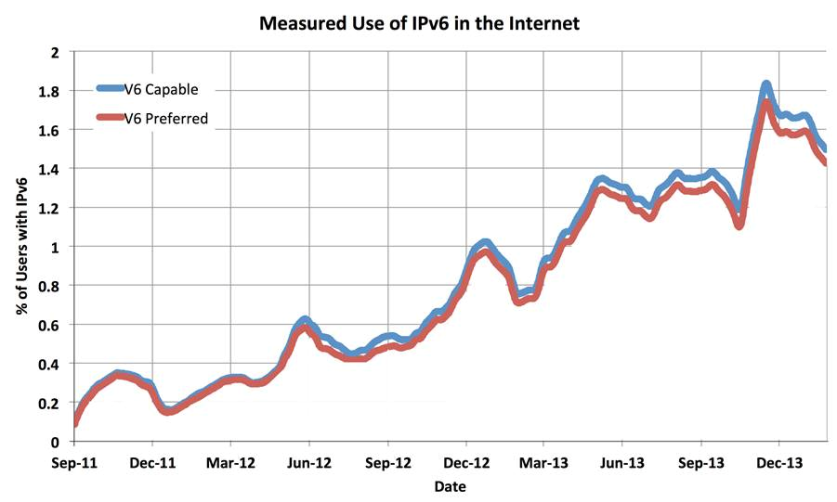 Measured Use of IPv6 in the Internet
2
1.8
1.6
1.4
1.2
1
0.8
0.6
0.4
0.2
0
% of Users with IPv6
V6 Capable
V6 Preferred
Sep-11 Dec-11 Mar-12 Jun-12 Sep-12 Dec-12 Mar-13 Jun-13 Sep-13 Dec-13
Date